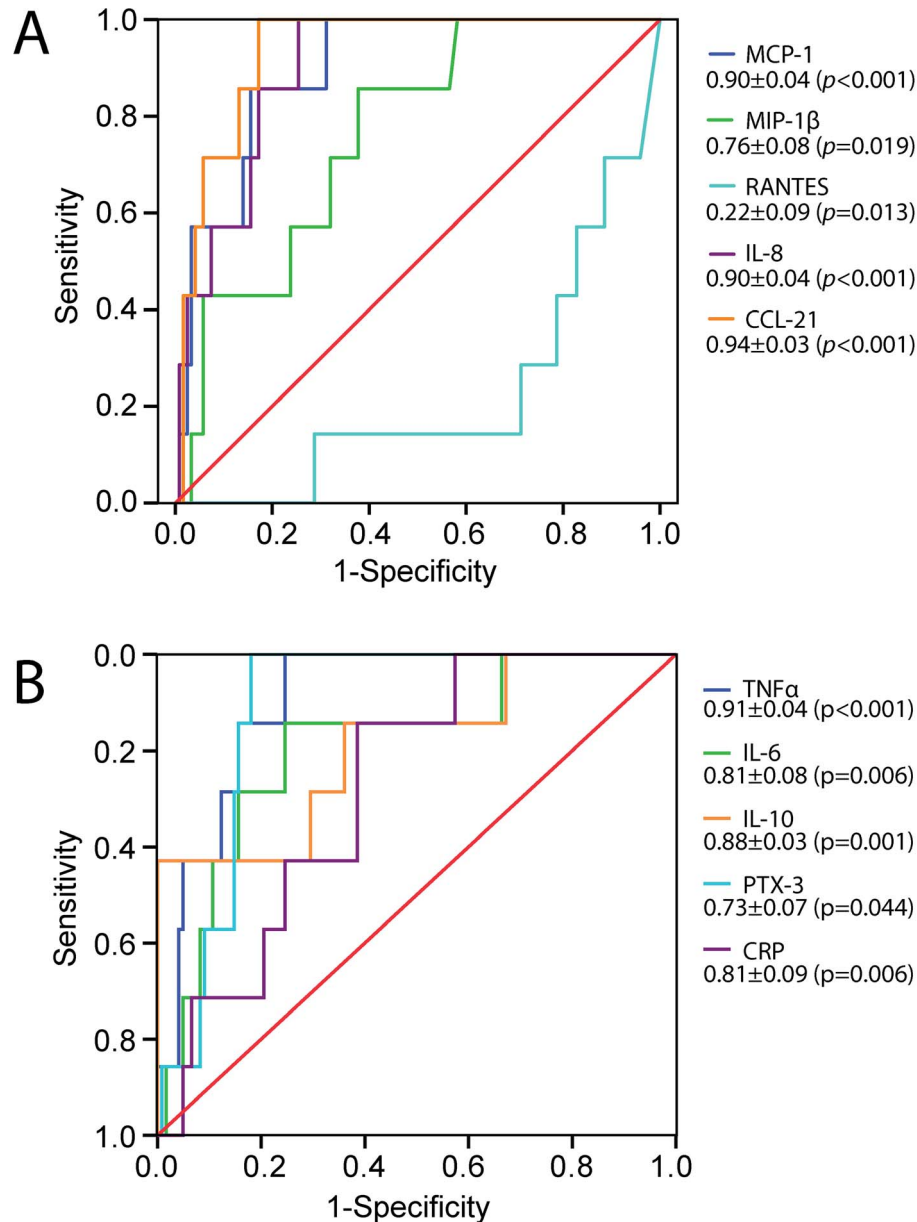 A
1.0
0.8
0.6
0.4
0.2
0.0
Sensitivity
0.0 0.2 0.4 0.6 0.8 1.0
1-Specificity
MCP-1
0.90±0.04 (p<0.001)
MIP-1β
0.76±0.08 (p=0.019)
RANTES
0.22±0.09 (p=0.013)
IL-8
0.90±0.04 (p<0.001)
CCL-21
0.94±0.03 (p<0.001)
B
0.0
0.2
0.4
0.6
0.8
1.0
Sensitivity
0.0 0.2 0.4 0.6 0.8 1.0
1-Specificity
TNFα
0.91±0.04 (p<0.001)
IL-6
0.81±0.08 (p=0.006)
IL-10
0.88±0.03 (p=0.001)
PTX-3
0.73±0.07 (p=0.044)
CRP
0.81±0.09 (p=0.006)